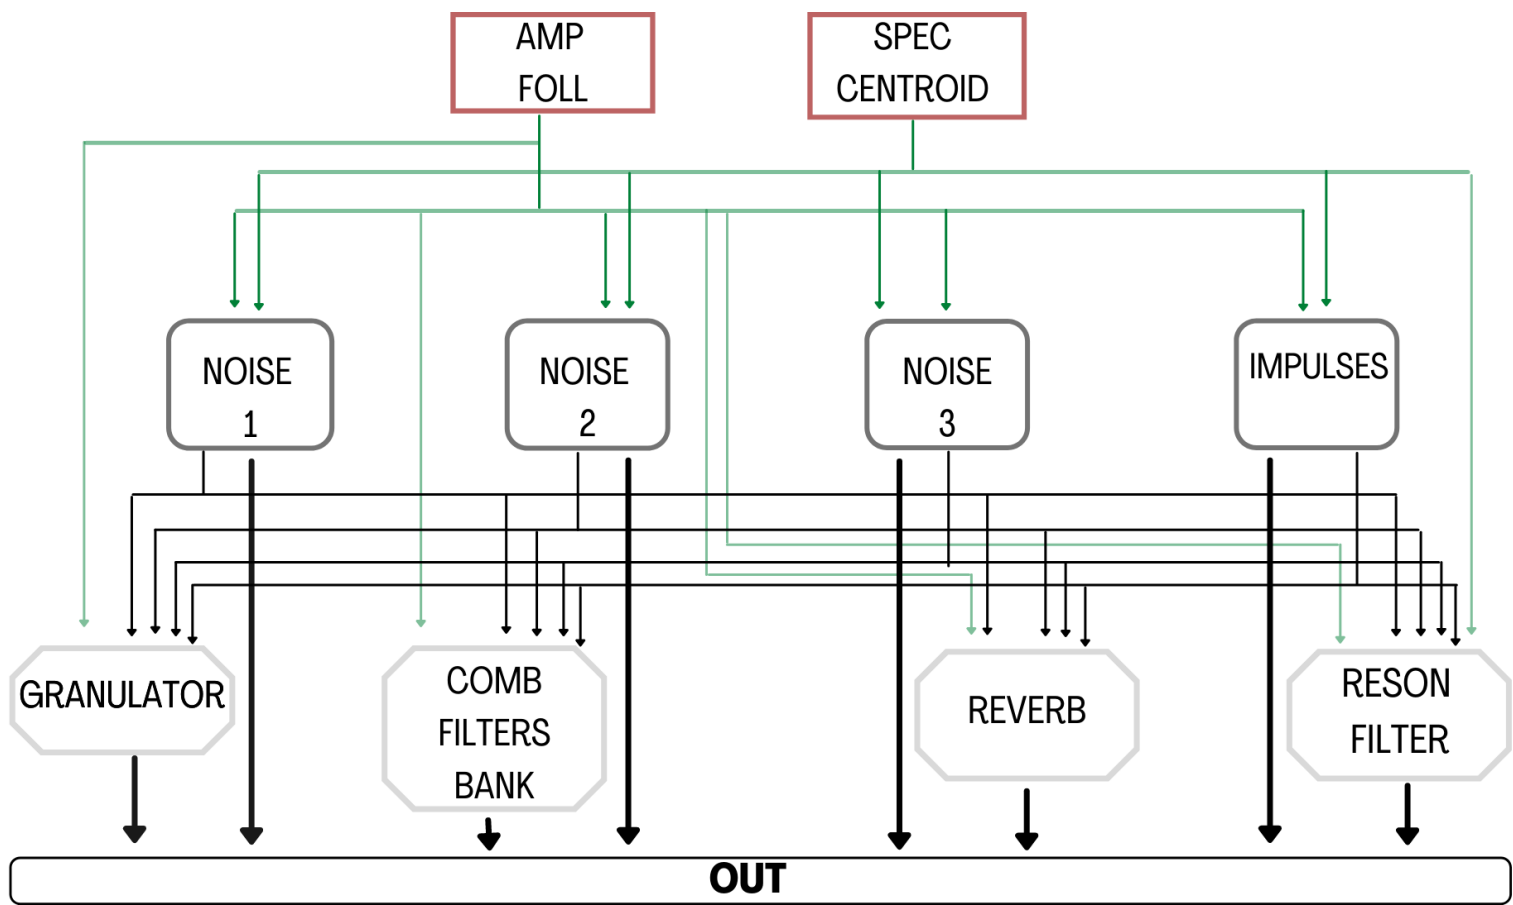 AMP
FOLL
SPEC
CENTROID
NOISE
1
NOISE
2
NOISE
3
IMPULSES
GRANULATOR
COMB
FILTERS
BANK
REVERB
RESON
FILTER
OUT